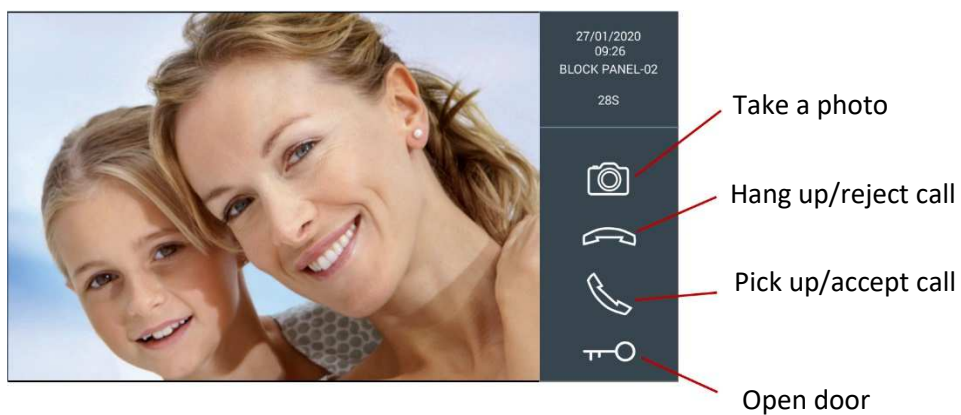 27/01/2020
09:26
BLOCK PANEL-02
28S
Take a photo
Hang up/reject call
Pick up/accept call
Open door